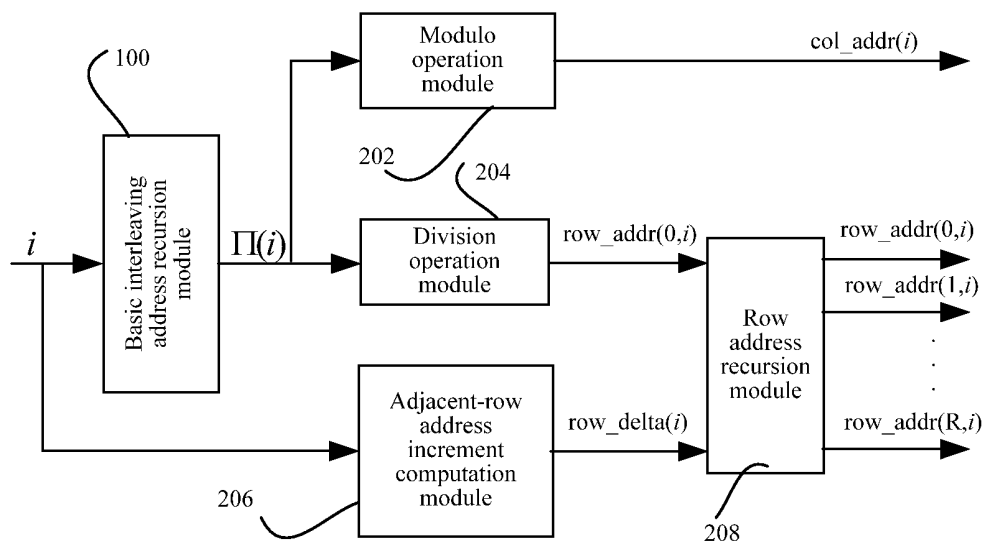 Modulo
operation
module
col_addr(i)
100
202
204
Basic interleaving
address recursion
module
i
Π(i)
Division
operation
module
row_addr(0,i)
row_addr(0,i)
row_addr(1,i)
Row
address
recursion
module
Adjacent-row
address
increment
computation
module
row_delta(i)
row_addr(R,i)
206
208